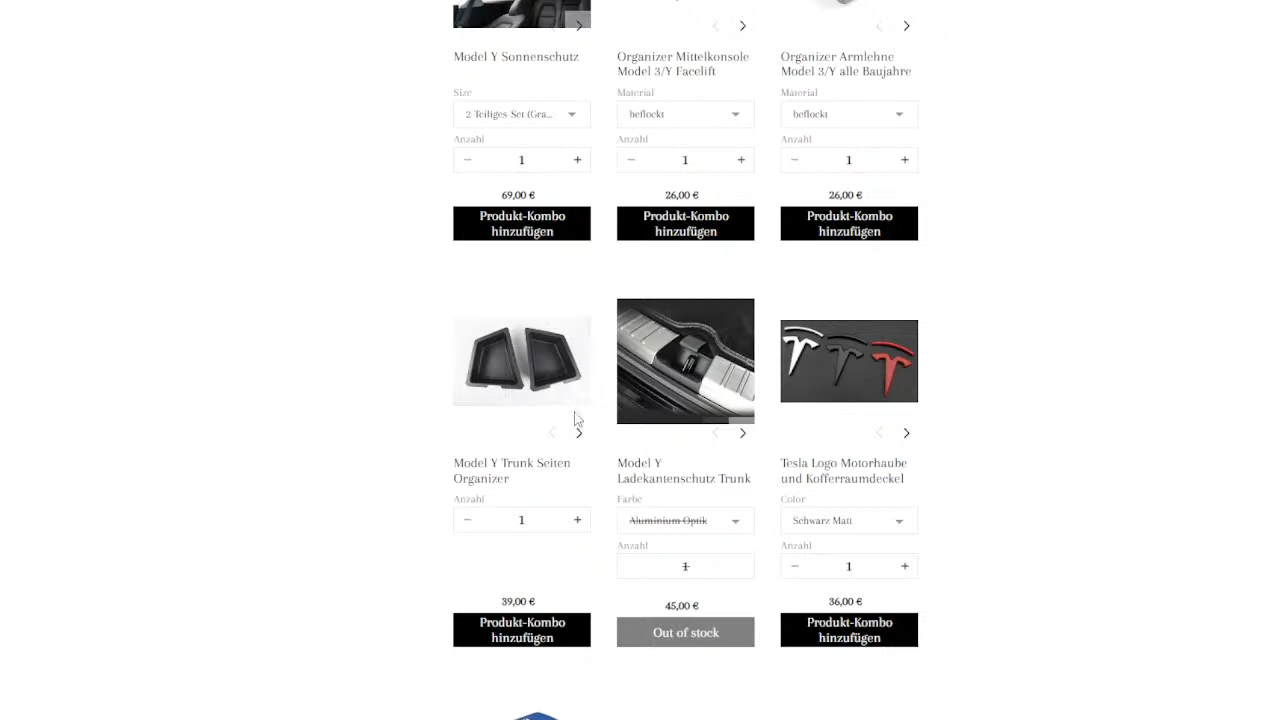 Model Y Sonnenschutz
Size
2 Teiliges Set (Gra...
Anzahl
1
69,00 €
Produkt-Kombo
hinzufügen
Organizer Mittelkonsole
Model 3/Y Facelift
Material
beflockt
Anzahl
1
26,00 €
Produkt-Kombo
hinzufügen
Organizer Armlehne
Model 3/Y alle Baujahre
Material
beflockt
Anzahl
1
26,00 €
Produkt-Kombo
hinzufügen
Model Y Trunk Seiten
Organizer
Anzahl
1
39,00 €
Produkt-Kombo
hinzufügen
Model Y
Ladekantenschutz Trunk
Farbe
Aluminium Optik
Anzahl
1
45,00 €
Out of stock
Tesla Logo Motorhaube
und Kofferraumdeckel
Color
Schwarz Matt
Anzahl
1
36,00 €
Produkt-Kombo
hinzufügen